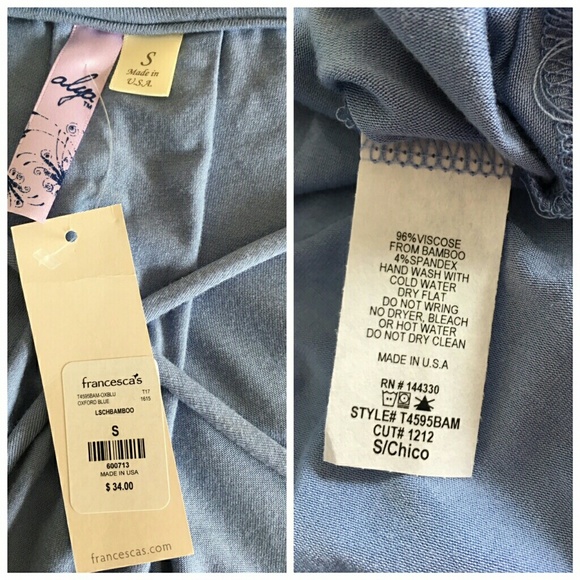 alya™
S
Made in
U.S.A.
francesca's
T4595BAM-OXBLU T17
OXFORD BLUE 1615
LSCHBAMBOO
S
600713
MADE IN USA
$ 34.00
francescas.com
96%VISCOSE
FROM BAMBOO
4%SPANDEX
HAND WASH WITH
COLD WATER
DRY FLAT
DO NOT WRING
NO DRYER, BLEACH
OR HOT WATER
DO NOT DRY CLEAN
MADE IN U.S.A
RN # 144330
STYLE# T4595BAM
CUT# 1212
S/Chico